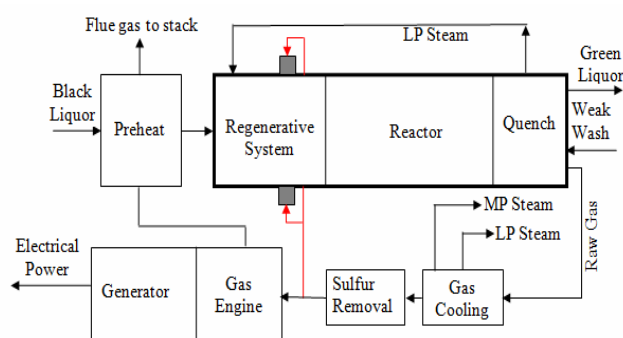 Flue gas to stack
LP Steam
Green
Liquor
Black
Liquor
Preheat
Regenerative
System
Reactor
Quench
Weak
Wash
MP Steam
LP Steam
Raw Gas
Electrical
Power
Generator
Gas
Engine
Sulfur
Removal
Gas
Cooling